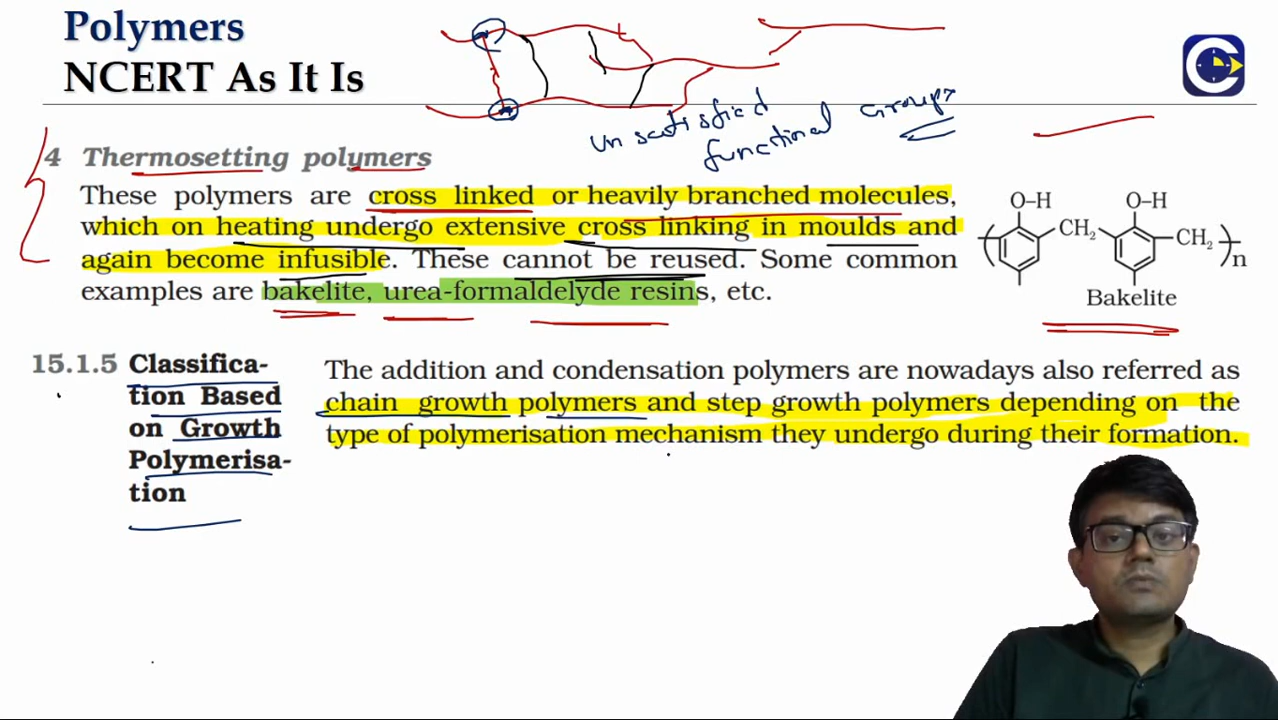 Polymers
NCERT As It Is
unsatisfied
functional Groups
4 Thermosetting polymers
These polymers are cross linked or heavily branched molecules,
which on heating undergo extensive cross linking in moulds and
again become infusible. These cannot be reused. Some common
examples are bakelite, urea-formaldelyde resins, etc.
O–H
O–H
CH2
CH2
n
Bakelite
15.1.5 Classifica-
tion Based
on Growth
Polymerisa-
tion
The addition and condensation polymers are nowadays also referred as
chain growth polymers and step growth polymers depending on the
type of polymerisation mechanism they undergo during their formation.